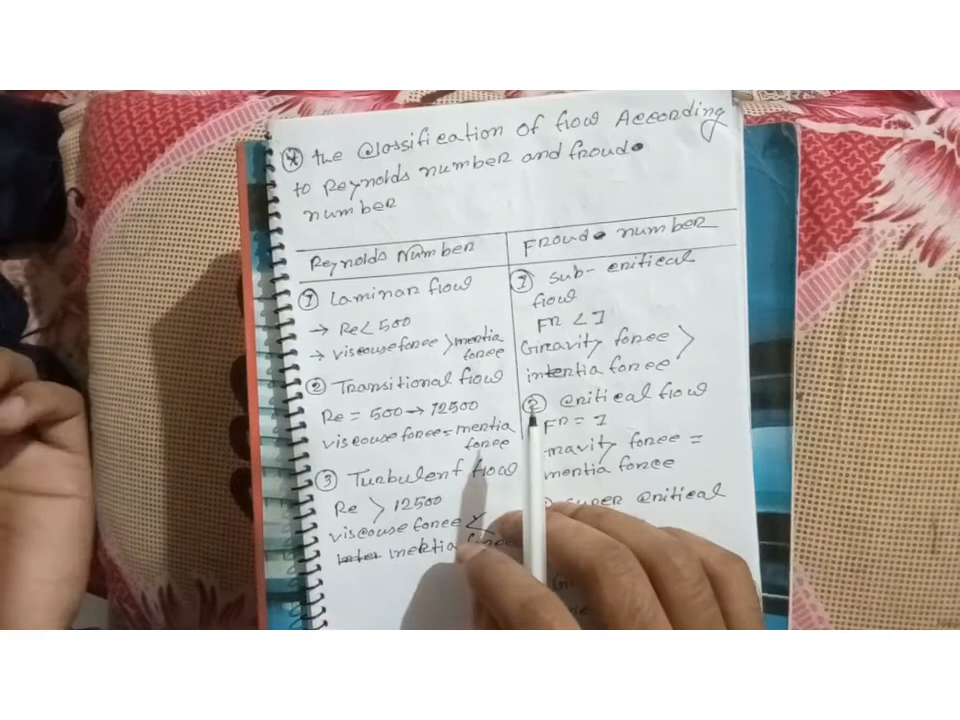 the classification of flow According
to Reynolds number and froude
number
Reynolds Number
① Laminar flow
→ Re < 500
→ viscouse force > inertia
force
② Transitional flow
Re = 500 → 12500
viscouse force = inertia
force
③ Turbulent flow
Re > 12500
viscouse force <
inertia force
Froude number
① sub-critical
flow
FR < 1
Gravity force >
intertia force
② critical flow
FR = 1
ravity force =
inertia force
super critical